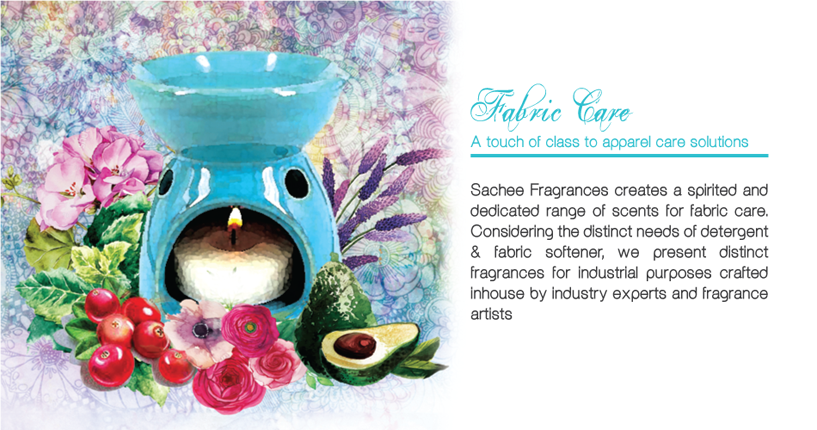 Fabric Care
A touch of class to apparel care solutions
Sachee Fragrances creates a spirited and
dedicated range of scents for fabric care.
Considering the distinct needs of detergent
& fabric softener, we present distinct
fragrances for industrial purposes crafted
inhouse by industry experts and fragrance
artists